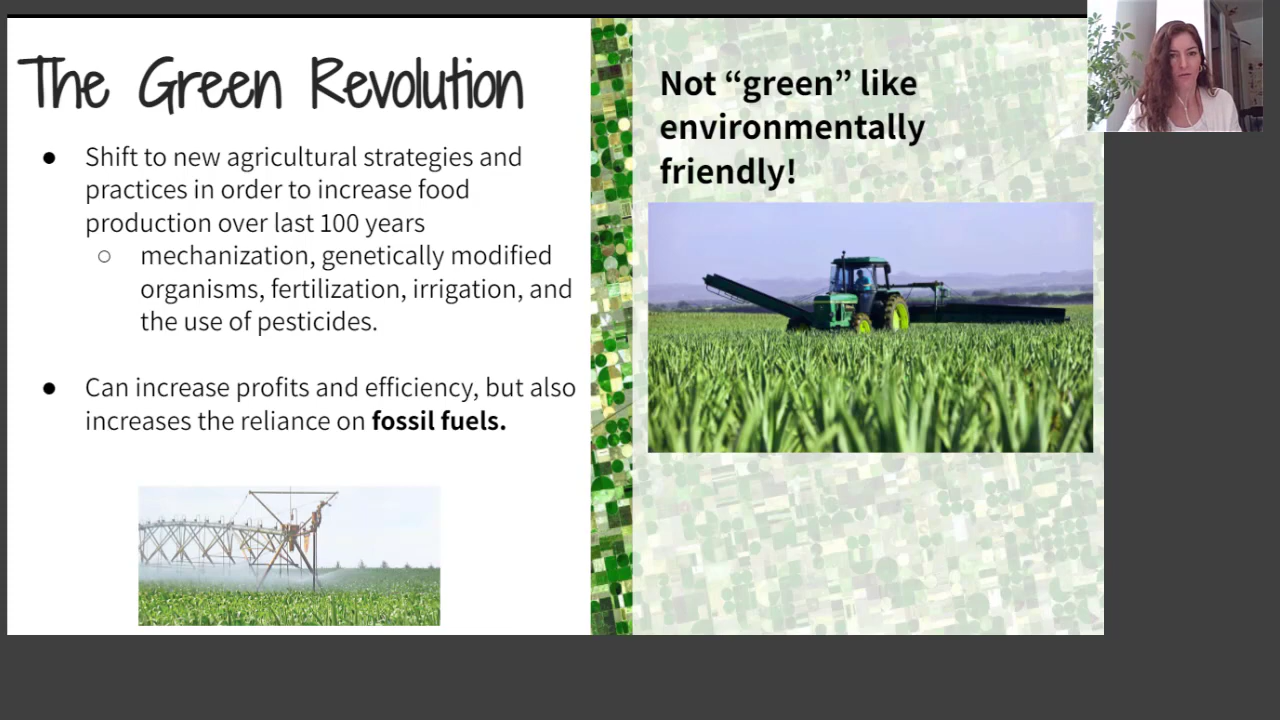 The Green Revolution
● Shift to new agricultural strategies and
practices in order to increase food
production over last 100 years
○ mechanization, genetically modified
organisms, fertilization, irrigation, and
the use of pesticides.
● Can increase profits and efficiency, but also
increases the reliance on fossil fuels.
Not “green” like
environmentally
friendly!